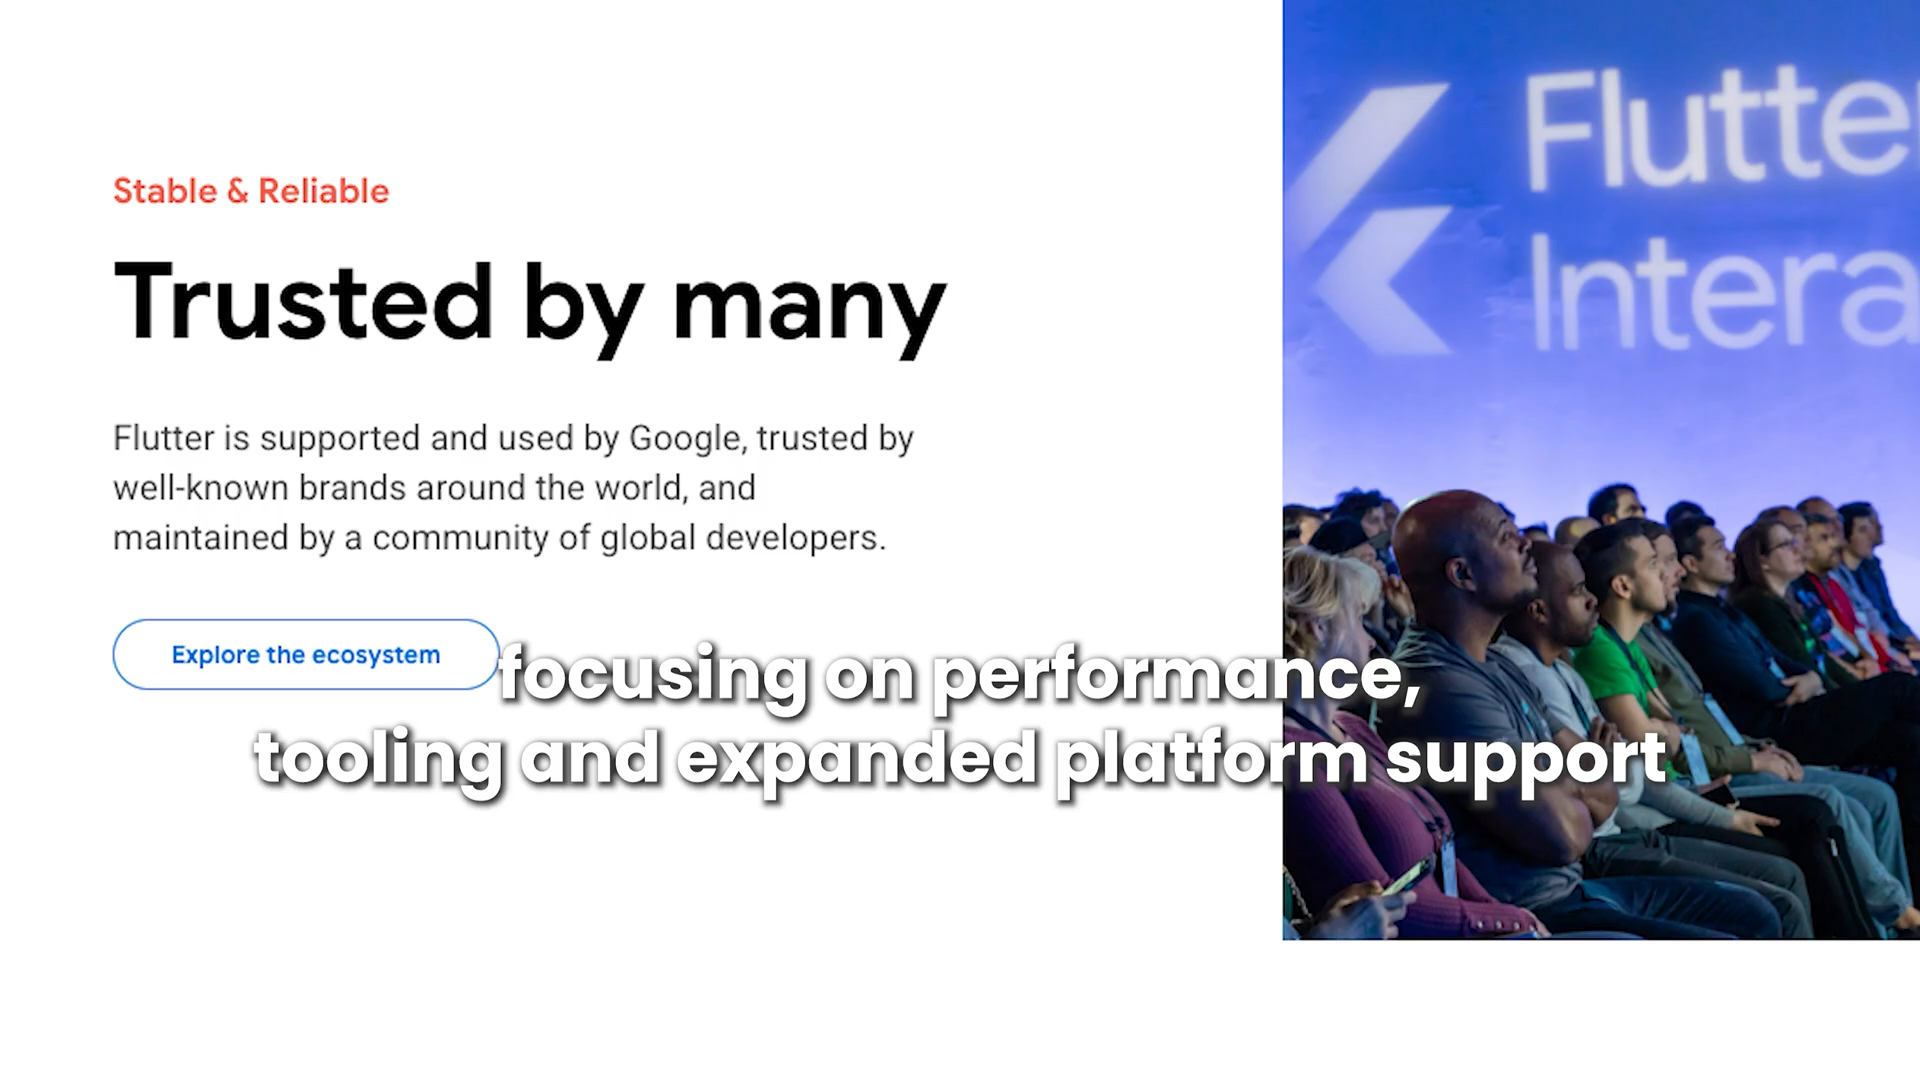 Stable & Reliable
Trusted by many
Flutter is supported and used by Google, trusted by
well-known brands around the world, and
maintained by a community of global developers.
Explore the ecosystem
focusing on performance,
tooling and expanded platform support
Flutter
Intera